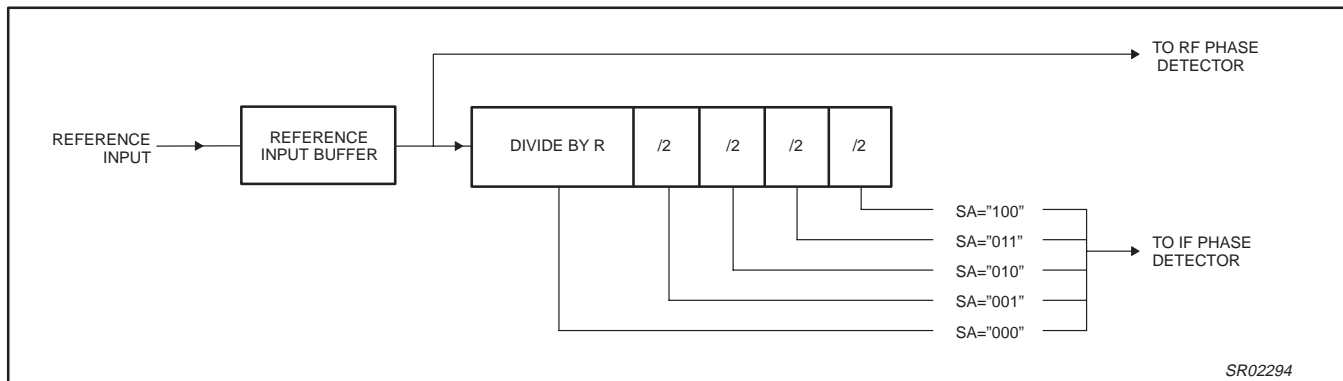 TO RF PHASE
DETECTOR
REFERENCE
INPUT
REFERENCE
INPUT BUFFER
DIVIDE BY R
/2
/2
/2
/2
SA=”100”
SA=”011”
SA=”010”
SA=”001”
SA=”000”
TO IF PHASE
DETECTOR
SR02294